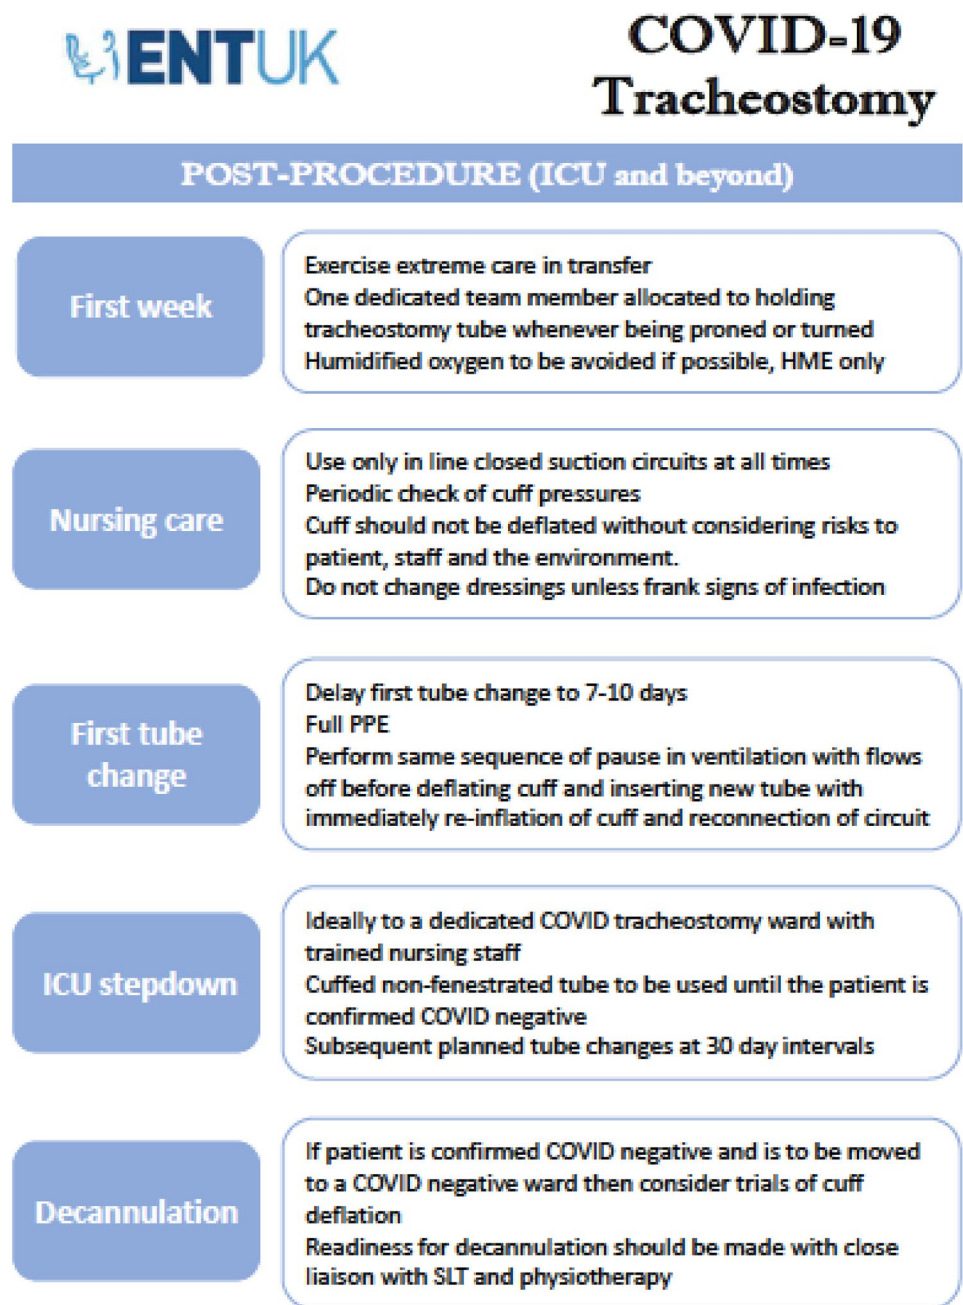 ENTUK
COVID-19
Tracheostomy
POST-PROCEDURE (ICU and beyond)
First week
Exercise extreme care in transfer
One dedicated team member allocated to holding
tracheostomy tube whenever being proned or turned
Humidified oxygen to be avoided if possible, HME only
Nursing care
Use only in line closed suction circuits at all times
Periodic check of cuff pressures
Cuff should not be deflated without considering risks to
patient, staff and the environment.
Do not change dressings unless frank signs of infection
First tube
change
Delay first tube change to 7-10 days
Full PPE
Perform same sequence of pause in ventilation with flows
off before deflating cuff and inserting new tube with
immediately re-inflation of cuff and reconnection of circuit
ICU stepdown
Ideally to a dedicated COVID tracheostomy ward with
trained nursing staff
Cuffed non-fenestrated tube to be used until the patient is
confirmed COVID negative
Subsequent planned tube changes at 30 day intervals
Decannulation
If patient is confirmed COVID negative and is to be moved
to a COVID negative ward then consider trials of cuff
deflation
Readiness for decannulation should be made with close
liaison with SLT and physiotherapy